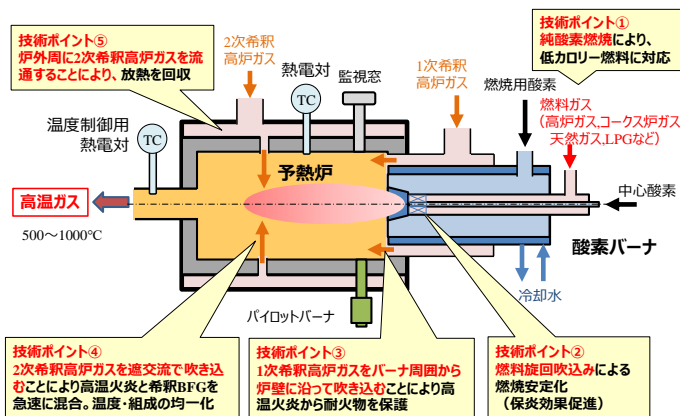 技術ポイント⑤
炉外周に2次希釈高炉ガスを流
通することにより、放熱を回収
2次希釈
高炉ガス
熱電対
監視窓
1次希釈
高炉ガス
技術ポイント①
純酸素燃焼により、
低カロリー燃料に対応
燃焼用酸素
燃料ガス
(高炉ガス,コークス炉ガス
天然ガス,LPGなど)
温度制御用
熱電対
TC
TC
予熱炉
高温ガス
500～1000℃
中心酸素
酸素バーナ
冷却水
パイロットバーナ
技術ポイント④
2次希釈高炉ガスを遮交流で吹き込
むことにより高温火炎と希釈BFGを
急速に混合。温度・組成の均一化
技術ポイント③
1次希釈高炉ガスをバーナ周囲から
炉壁に沿って吹き込むことにより高
温火炎から耐火物を保護
技術ポイント②
燃料旋回吹込みによる
燃焼安定化
(保炎効果促進)